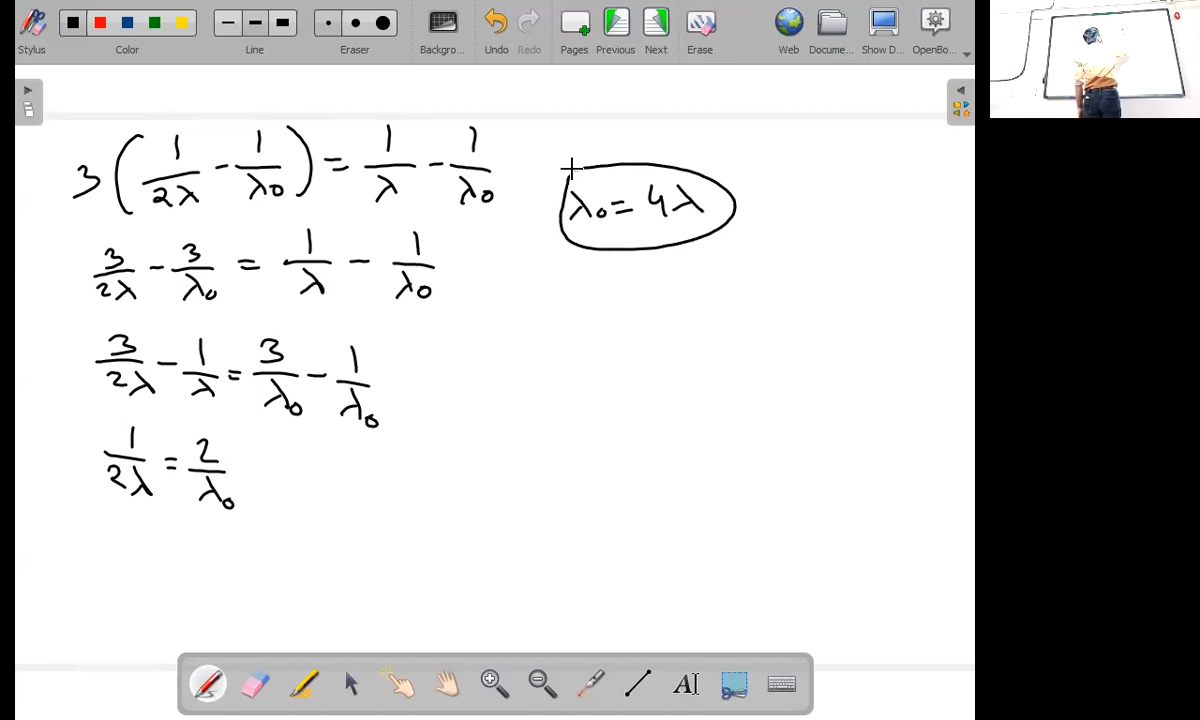 Stylus Color Line Eraser Backgro... Undo Redo Pages Previous Next Erase Web Docume... Show D... OpenBo...
3(1/2λ - 1/λ0) = 1/λ - 1/λ0
λ0 = 4λ
3/2λ - 3/λ0 = 1/λ - 1/λ0
3/2λ - 1/λ = 3/λ0 - 1/λ0
1/2λ = 2/λ0